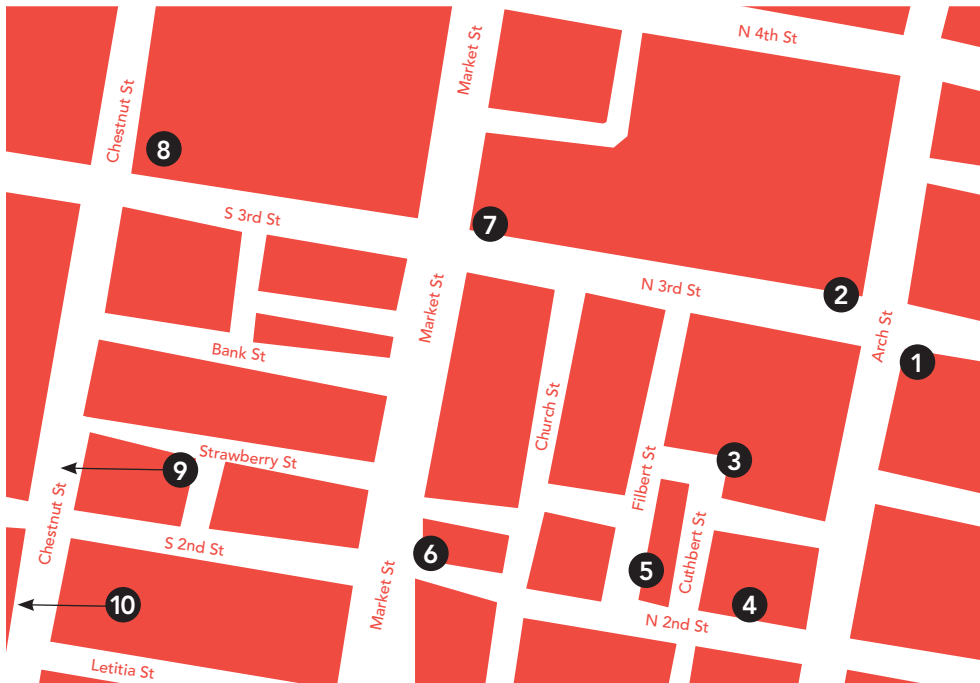 N 4th St
Market St
Chestnut St
8
S 3rd St
7
N 3rd St
2
Market St
Arch St
Bank St
1
Church St
Strawberry St
3
9
Filbert St
Chestnut St
S 2nd St
Cuthbert St
6
5
Market St
10
4
N 2nd St
Letitia St